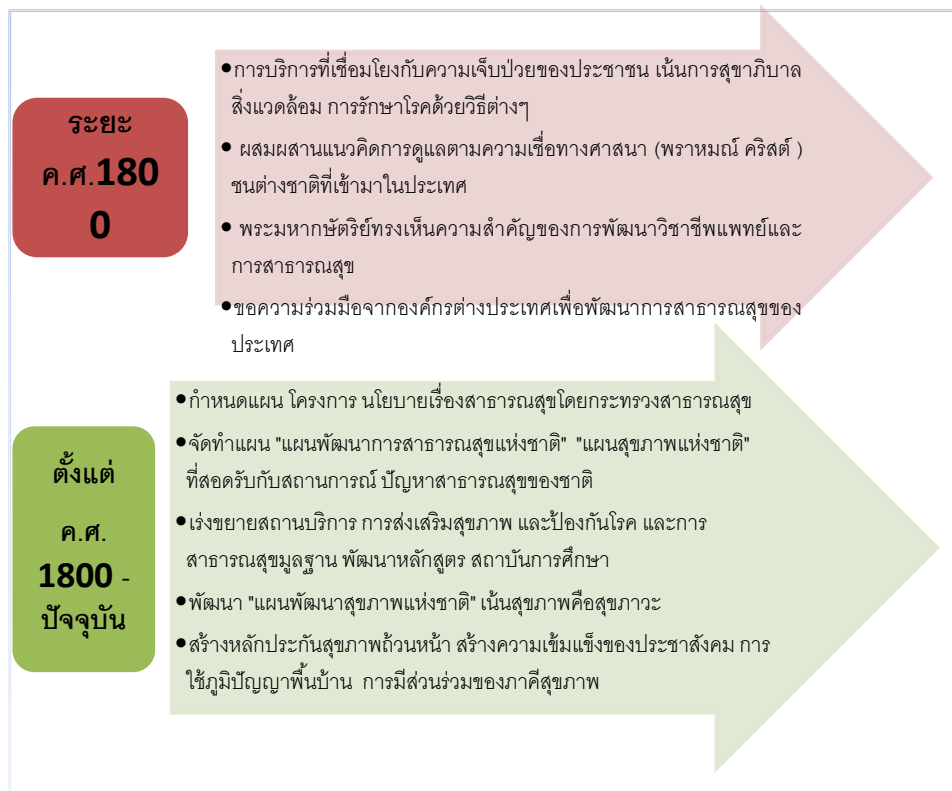 ระยะ
ค.ศ.180
0
•การบริการที่เชื่อมโยงกับความเจ็บป่วยของประชาชน เน้นการสุขาภิบาล
สิ่งแวดล้อม การรักษาโรคด้วยวิธีต่างๆ
• ผสมผสานแนวคิดการดูแลตามความเชื่อทางศาสนา (พราหมณ์ คริสต์ )
ชนต่างชาติที่เข้ามาในประเทศ
• พระมหากษัตริย์ทรงเห็นความสำคัญของการพัฒนาวิชาชีพแพทย์และ
การสาธารณสุข
•ขอความร่วมมือจากองค์กรต่างประเทศเพื่อพัฒนาการสาธารณสุขของ
ประเทศ
ตั้งแต่
ค.ศ.
1800 -
ปัจจุบัน
•กำหนดแผน โครงการ นโยบายเรื่องสาธารณสุขโดยกระทรวงสาธารณสุข
•จัดทำแผน "แผนพัฒนาการสาธารณสุขแห่งชาติ" "แผนสุขภาพแห่งชาติ"
ที่สอดรับกับสถานการณ์ ปัญหาสาธารณสุขของชาติ
•เร่งขยายสถานบริการ การส่งเสริมสุขภาพ และป้องกันโรค และการ
สาธารณสุขมูลฐาน พัฒนาหลักสูตร สถาบันการศึกษา
•พัฒนา "แผนพัฒนาสุขภาพแห่งชาติ" เน้นสุขภาพคือสุขภาวะ
•สร้างหลักประกันสุขภาพถ้วนหน้า สร้างความเข้มแข็งของประชาสังคม การ
ใช้ภูมิปัญญาพื้นบ้าน การมีส่วนร่วมของภาคีสุขภาพ